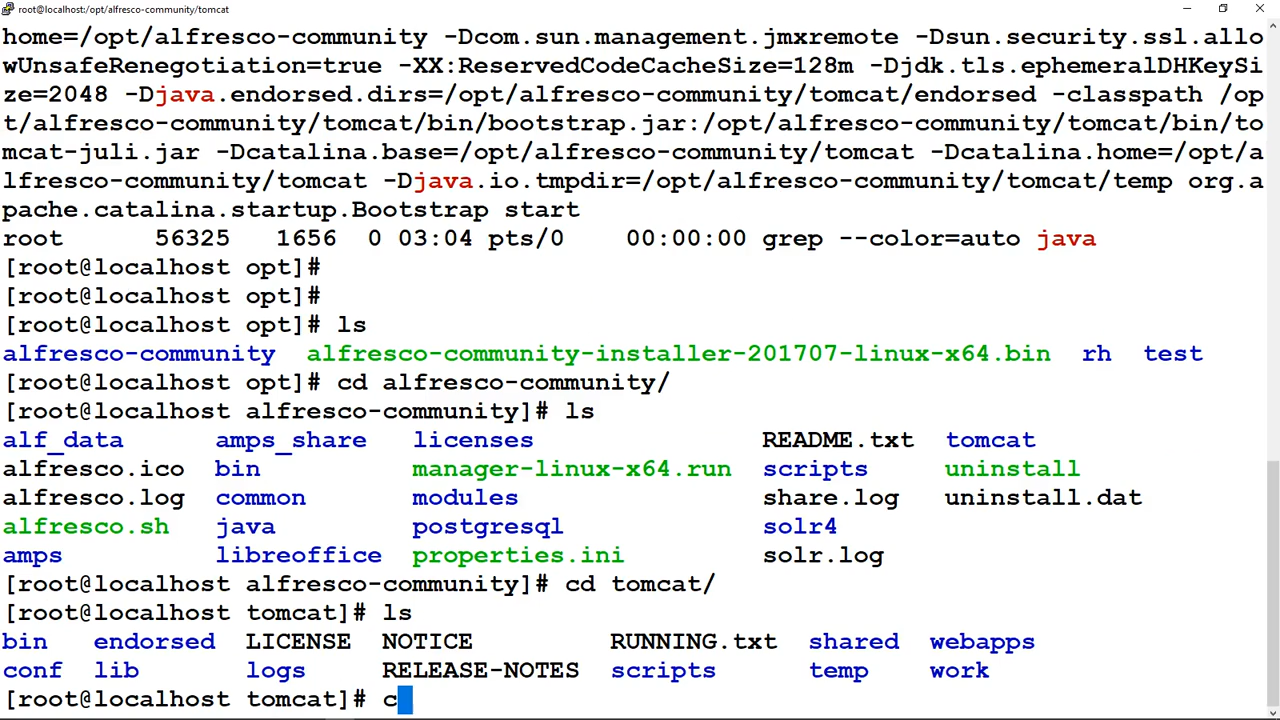 root@localhost:/opt/alfresco-community/tomcat
home=/opt/alfresco-community -Dcom.sun.management.jmxremote -Dsun.security.ssl.allo
wUnsafeRenegotiation=true -XX:ReservedCodeCacheSize=128m -Djdk.tls.ephemeralDHKeySi
ze=2048 -Djava.endorsed.dirs=/opt/alfresco-community/tomcat/endorsed -classpath /op
t/alfresco-community/tomcat/bin/bootstrap.jar:/opt/alfresco-community/tomcat/bin/to
mcat-juli.jar -Dcatalina.base=/opt/alfresco-community/tomcat -Dcatalina.home=/opt/a
lfresco-community/tomcat -Djava.io.tmpdir=/opt/alfresco-community/tomcat/temp org.a
pache.catalina.startup.Bootstrap start
root      56325   1656  0 03:04 pts/0    00:00:00 grep --color=auto java
[root@localhost opt]#
[root@localhost opt]#
[root@localhost opt]# ls
alfresco-community  alfresco-community-installer-201707-linux-x64.bin  rh  test
[root@localhost opt]# cd alfresco-community/
[root@localhost alfresco-community]# ls
alf_data      amps_share   licenses               README.txt  tomcat
alfresco.ico  bin          manager-linux-x64.run  scripts     uninstall
alfresco.log  common       modules                share.log   uninstall.dat
alfresco.sh   java         postgresql             solr4
amps          libreoffice  properties.ini         solr.log
[root@localhost alfresco-community]# cd tomcat/
[root@localhost tomcat]# ls
bin   endorsed  LICENSE  NOTICE         RUNNING.txt  shared  webapps
conf  lib       logs     RELEASE-NOTES  scripts      temp    work
[root@localhost tomcat]# c